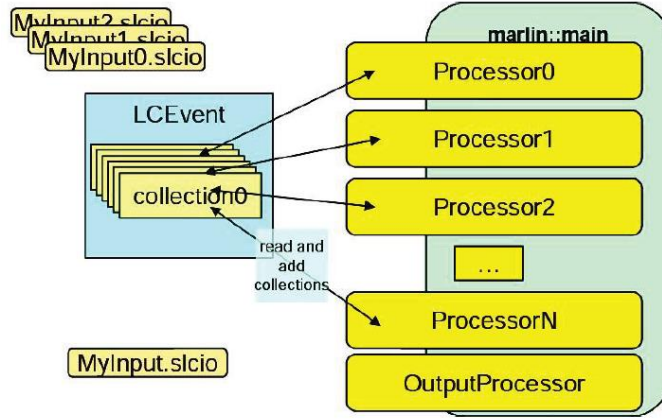 MyInput2.slcio
MyInput1.slcio
MyInput0.slcio
marlin::main
Processor0
LCEvent
Processor1
collection0
Processor2
read and
add
collections
...
ProcessorN
MyInput.slcio
OutputProcessor